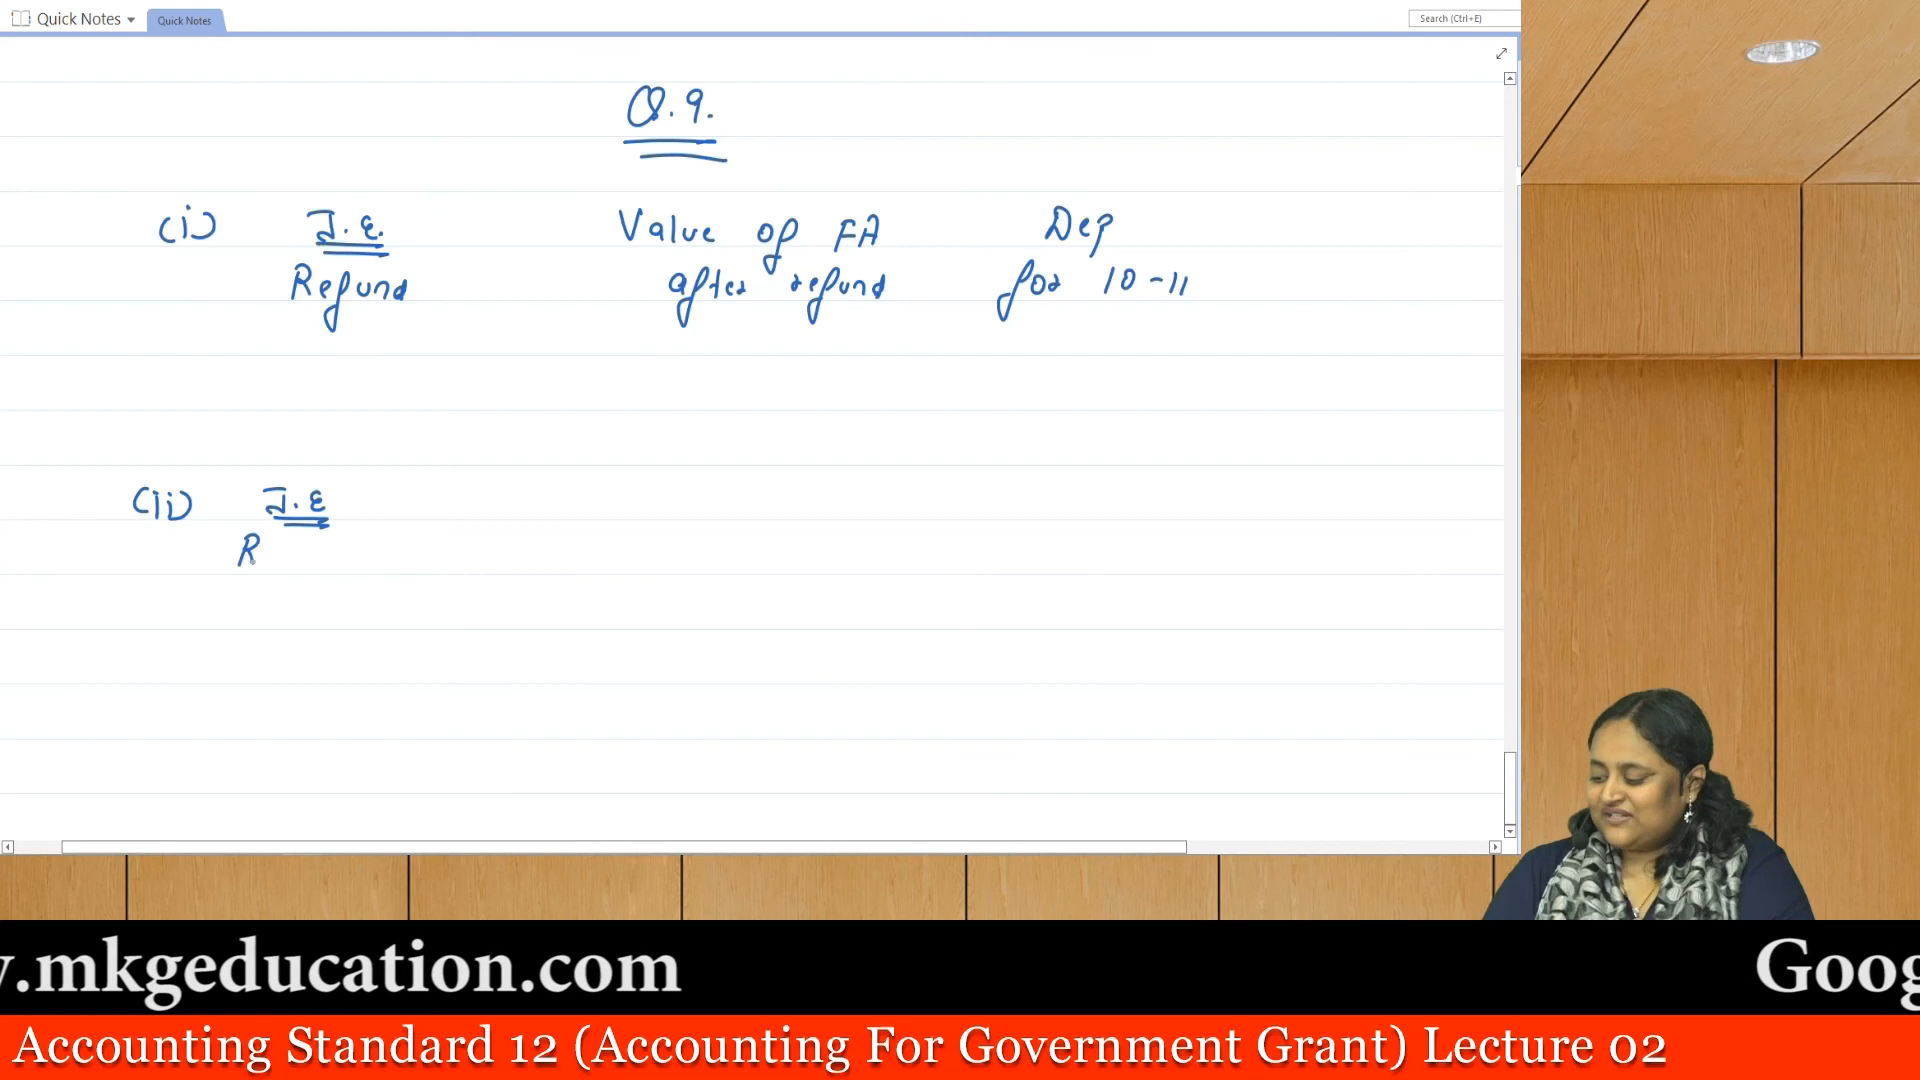 Quick Notes
Quick Notes
Search (Ctrl+E)
Q.9.
(i) J.E. Value of FA Dep
Refund after refund for 10-11
(ii) J.E
R
.mkgeducation.com Goog
Accounting Standard 12 (Accounting For Government Grant) Lecture 02